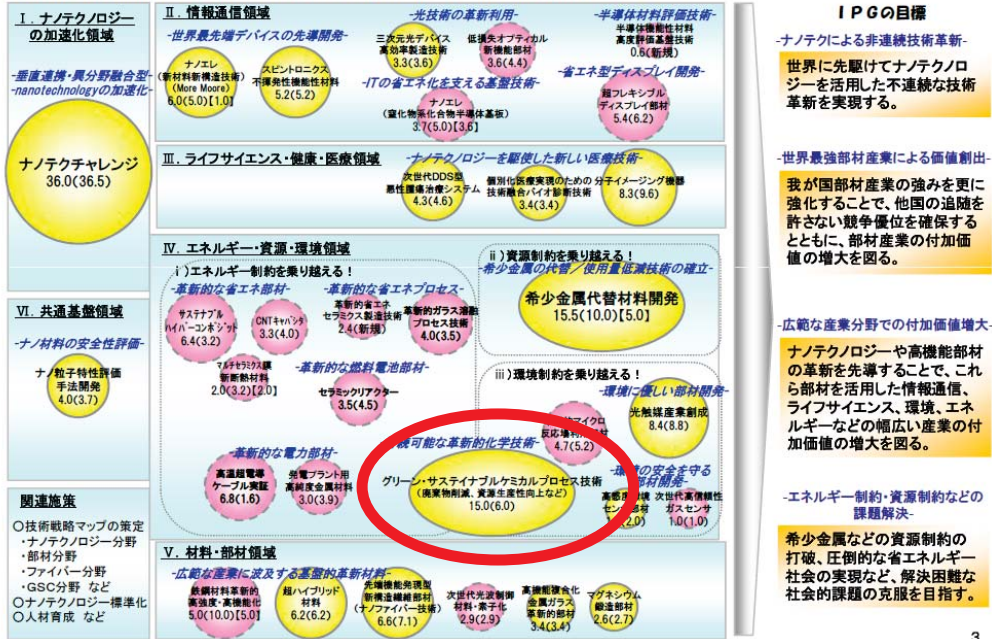 Ⅰ．ナノテクノロジー
の加速化領域
-垂直連携・異分野融合型-
-nanotechnologyの加速化-
ナノテクチャレンジ
36.0(36.5)
Ⅵ．共通基盤領域
-ナノ材料の安全性評価-
ナノ粒子特性評価
手法開発
4.0(3.7)
関連施策
○技術戦略マップの策定
・ナノテクノロジー分野
・部材分野
・ファイバー分野
・GSC分野 など
○ナノテクノロジー標準化
○人材育成 など
Ⅱ．情報通信領域
-世界最先端デバイスの先導開発-
ナノエレ
(新材料新構造技術)
(More Moore)
6.0(5.0)【1.0】
スピントロニクス
不揮発性機能材料
5.2(5.2)
-光技術の革新利用-
三次元光デバイス
高効率製造技術
3.3(3.6)
低損失オプティカル
新機能部材
3.6(4.4)
-ITの省エネ化を支える基盤技術-
ナノエレ
(窒化物系化合物半導体基板)
3.7(5.0)【3.6】
-半導体材料評価技術-
半導体機能性材料
高度評価基盤技術
0.6(新規)
-省エネ型ディスプレイ開発-
超フレキシブル
ディスプレイ部材
5.4(6.2)
Ⅲ．ライフサイエンス・健康・医療領域
-ナノテクノロジーを駆使した新しい医療技術-
次世代DDS型
悪性腫瘍治療システム
4.3(4.6)
個別化医療実現のための
技術融合バイオ診断技術
3.4(3.4)
分子イメージング機器
8.3(9.6)
Ⅳ．エネルギー・資源・環境領域
ⅰ)エネルギー制約を乗り越える！
-革新的な省エネ部材-
サステナブル
ハイパーコンポジット
6.4(3.2)
CNTキャパシタ
3.3(4.0)
マルチセラミクス膜
新断熱材料
2.0(3.2)【2.0】
-革新的な省エネプロセス-
革新的省エネ
セラミクス製造技術
2.4(新規)
革新的ガラス溶融
プロセス技術
4.0(3.5)
-革新的な燃料電池部材-
セラミックリアクター
3.5(4.5)
-革新的な電力部材-
高温超電導
ケーブル実証
6.8(1.6)
発電プラント用
高純度金属材料
3.0(3.9)
ⅱ)資源制約を乗り越える！
-希少金属の代替／使用量低減技術の確立-
希少金属代替材料開発
15.5(10.0)【5.0】
ⅲ)環境制約を乗り越える！
-環境に優しい部材開発-
マイクロ
反応場利用
4.7(5.2)
光触媒産業創成
8.4(8.8)
続可能な革新的化学技術-
グリーン・サステイナブルケミカルプロセス技術
(廃棄物削減、資源生産性向上など)
15.0(6.0)
環境の安全を守る
部材開発-
高感度環境
センサ部材
(2.0)
次世代高信頼性
ガスセンサ
1.0(1.0)
Ⅴ．材料・部材領域
-広範な産業に波及する基盤的革新材料-
鉄鋼材料革新的
高強度・高機能化
5.0(10.0)【5.0】
超ハイブリッド
材料
6.2(6.2)
先端機能発現型
新構造繊維部材
(ナノファイバー技術)
6.6(7.1)
次世代光波制御
材料・素子化
2.9(2.9)
高機能複合化
金属ガラス
革新的部材
3.4(3.4)
マグネシウム
鍛造部材
2.6(2.7)
ＩＰＧの目標
-ナノテクによる非連続技術革新-
世界に先駆けてナノテクノロ
ジーを活用した不連続な技術
革新を実現する。
-世界最強部材産業による価値創出-
我が国部材産業の強みを更に
強化することで、他国の追随を
許さない競争優位を確保する
とともに、部材産業の付加価
値の増大を図る。
-広範な産業分野での付加価値増大-
ナノテクノロジーや高機能部材
の革新を先導することで、これ
ら部材を活用した情報通信、
ライフサイエンス、環境、エネ
ルギーなどの幅広い産業の付
加価値の増大を図る。
-エネルギー制約・資源制約などの
課題解決-
希少金属などの資源制約の
打破、圧倒的な省エネルギー
社会の実現など、解決困難な
社会的課題の克服を目指す。
3